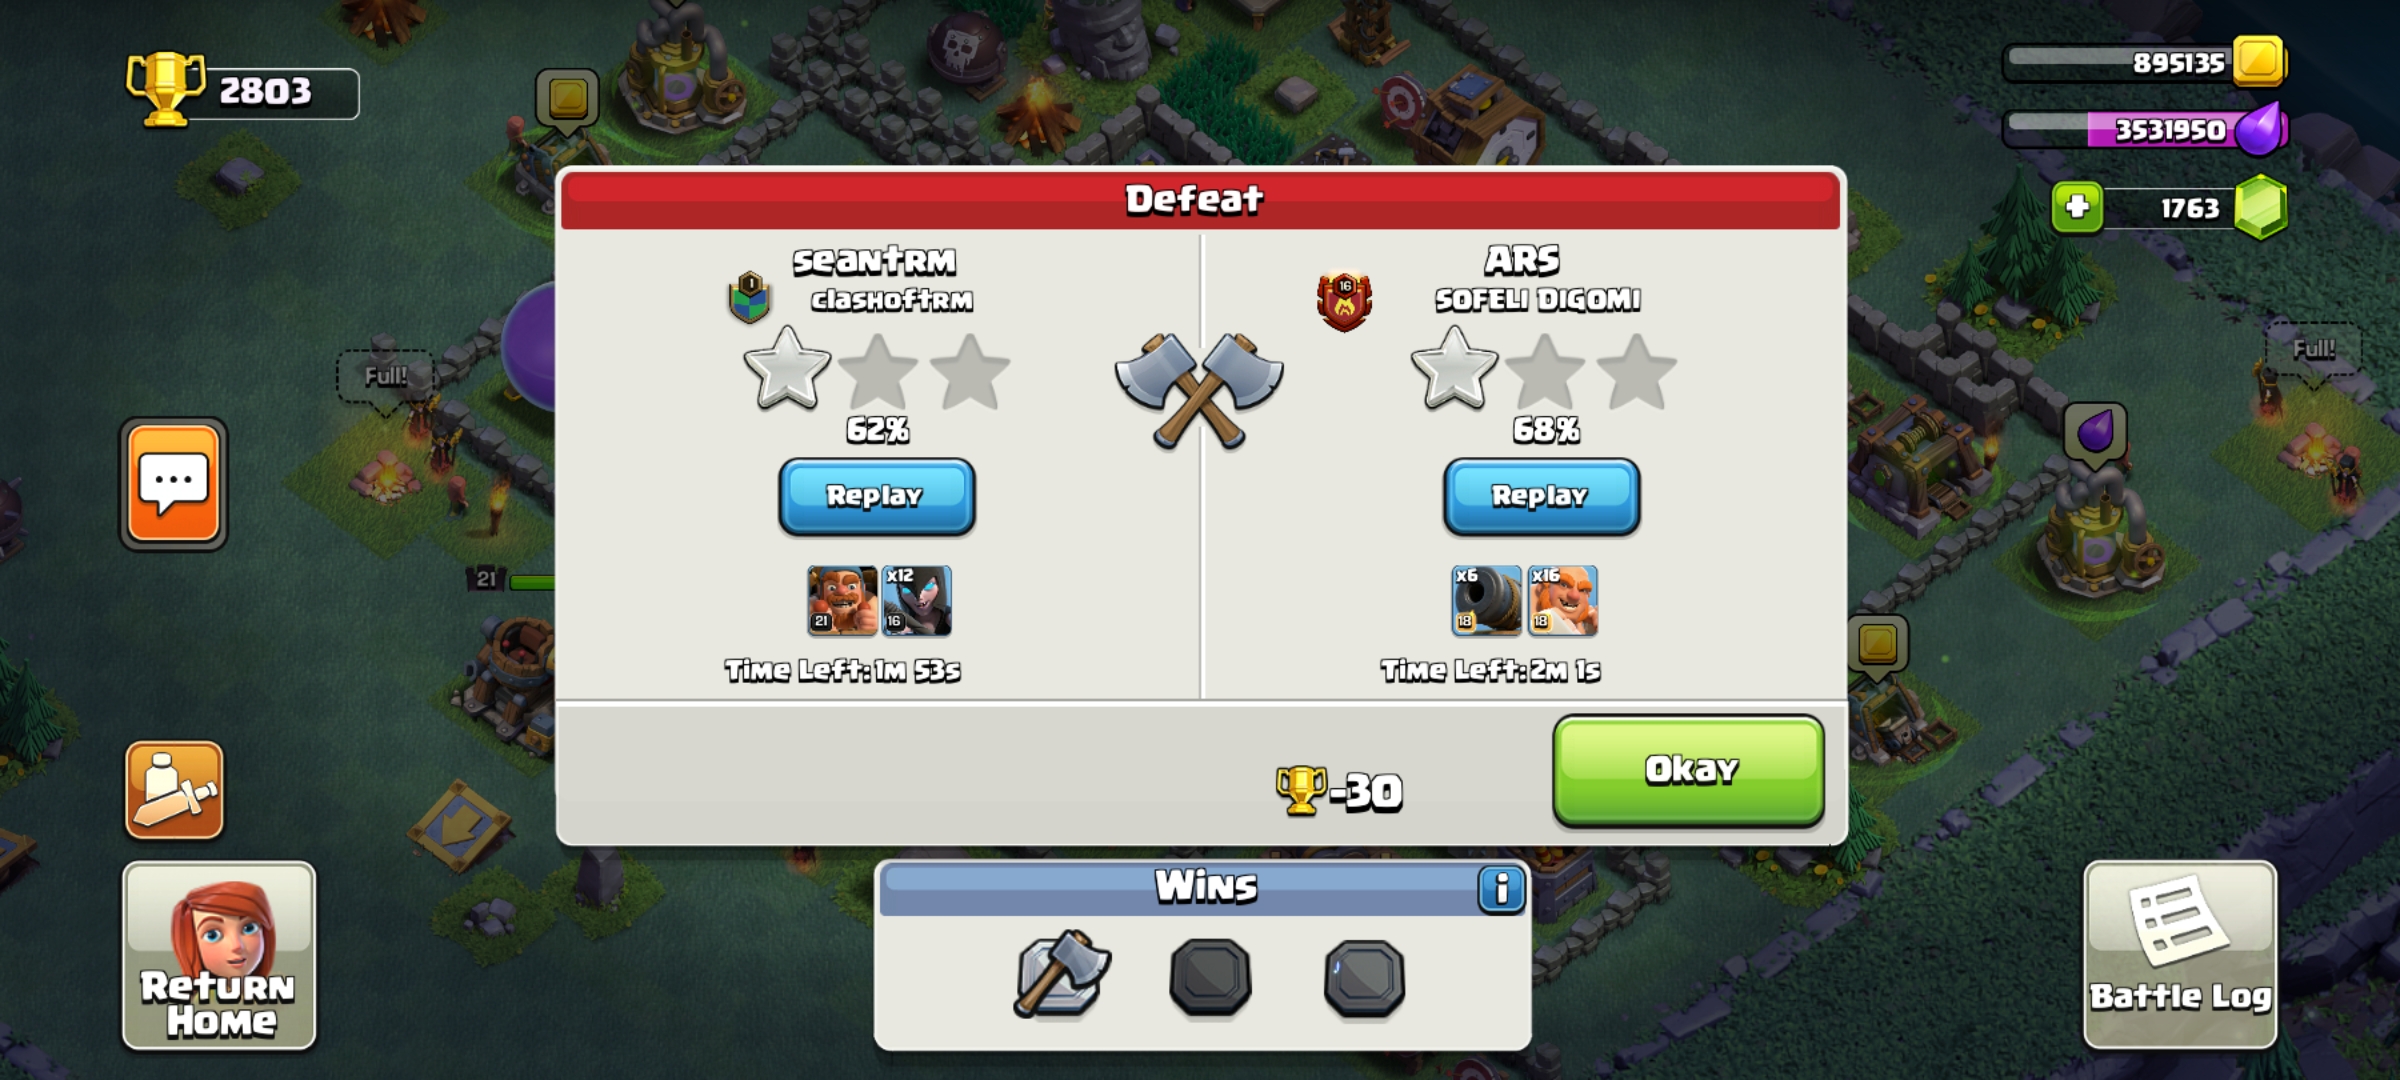 2803
895135
3531950
1763
Defeat
seantrm
clashoftrm
1
ARS
SOFELI DIGOMI
16
Full!
Full!
62%
68%
Replay
Replay
21
x12
21
16
x6
x16
18
18
Time Left:1m 53s
Time Left:2m 1s
-30
Okay
Wins
i
Return
Home
Battle Log